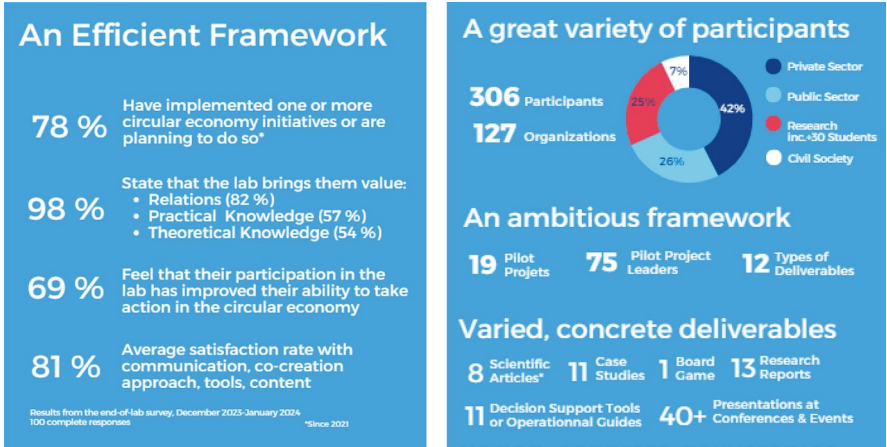 An Efficient Framework
78 %
Have implemented one or more
circular economy initiatives or are
planning to do so*
98 %
State that the lab brings them value:
• Relations (82 %)
• Practical Knowledge (57 %)
• Theoretical Knowledge (54 %)
69 %
Feel that their participation in the
lab has improved their ability to take
action in the circular economy
81 %
Average satisfaction rate with
communication, co-creation
approach, tools, content
Results from the end-of-lab survey, December 2023-January 2024
100 complete responses
*Since 2021
A great variety of participants
306 Participants
127 Organizations
7%
25%
42%
26%
Private Sector
Public Sector
Research
inc.+30 Students
Civil Society
An ambitious framework
19 Pilot
Projets
75 Pilot Project
Leaders
12 Types of
Deliverables
Varied, concrete deliverables
8 Scientific
Articles*
11 Case
Studies
1 Board
Game
13 Research
Reports
11 Decision Support Tools
or Operationnal Guides
40+ Presentations at
Conferences & Events